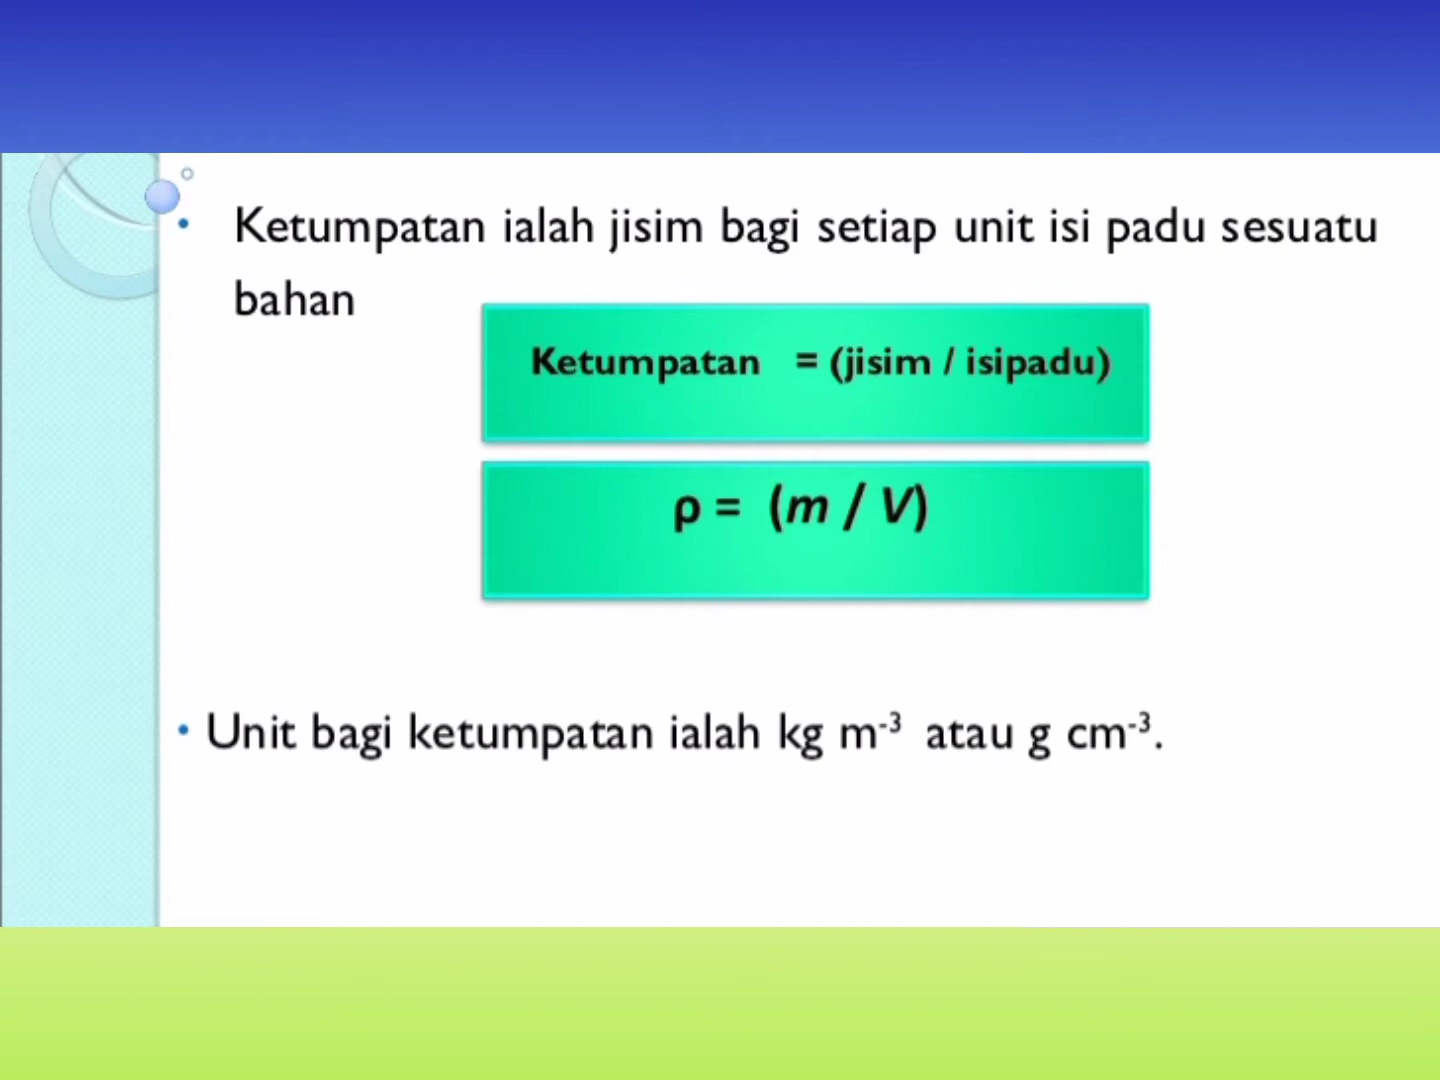 • Ketumpatan ialah jisim bagi setiap unit isi padu sesuatu
bahan
Ketumpatan = (jisim / isipadu)
ρ = (m / V)
• Unit bagi ketumpatan ialah kg m⁻³ atau g cm⁻³.